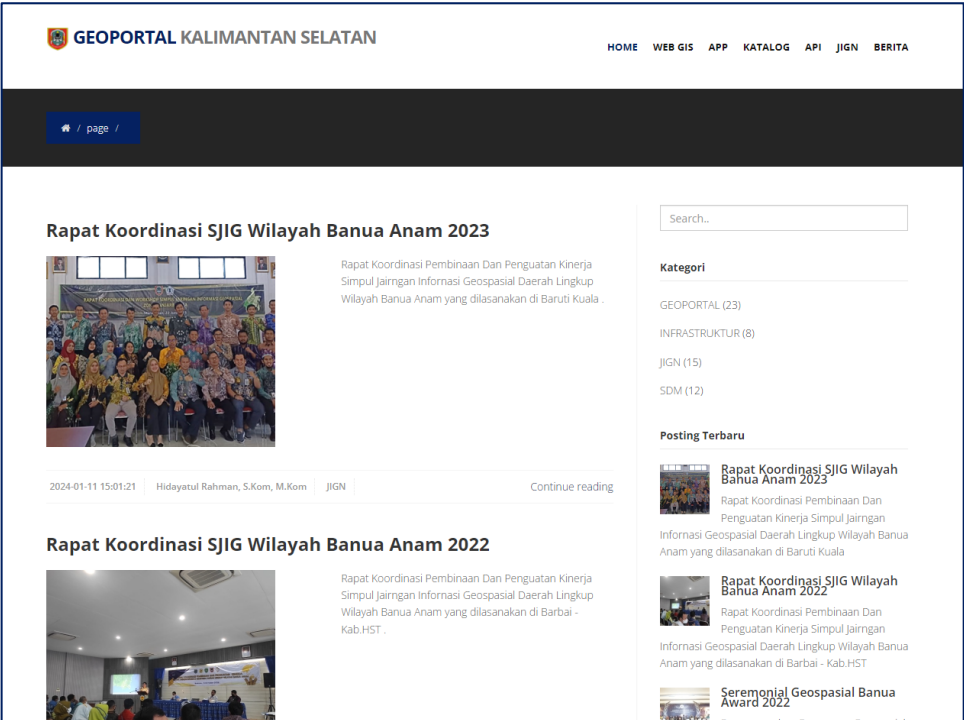 GEOPORTAL KALIMANTAN SELATAN
HOME WEB GIS APP KATALOG API JIGN BERITA
/ page /
Rapat Koordinasi SJIG Wilayah Banua Anam 2023
Rapat Koordinasi Pembinaan Dan Penguatan Kinerja
Simpul Jairngan Infornasi Geospasial Daerah Lingkup
Wilayah Banua Anam yang dilasanakan di Baruti Kuala .
2024-01-11 15:01:21 Hidayatul Rahman, S.Kom, M.Kom JIGN Continue reading
Rapat Koordinasi SJIG Wilayah Banua Anam 2022
Rapat Koordinasi Pembinaan Dan Penguatan Kinerja
Simpul Jairngan Infornasi Geospasial Daerah Lingkup
Wilayah Banua Anam yang dilasanakan di Barbai -
Kab.HST .
Search..
Kategori
GEOPORTAL (23)
INFRASTRUKTUR (8)
JIGN (15)
SDM (12)
Posting Terbaru
Rapat Koordinasi SJIG Wilayah
Banua Anam 2023
Rapat Koordinasi Pembinaan Dan
Penguatan Kinerja Simpul Jairngan
Infornasi Geospasial Daerah Lingkup Wilayah Banua
Anam yang dilasanakan di Baruti Kuala
Rapat Koordinasi SJIG Wilayah
Banua Anam 2022
Rapat Koordinasi Pembinaan Dan
Penguatan Kinerja Simpul Jairngan
Infornasi Geospasial Daerah Lingkup Wilayah Banua
Anam yang dilasanakan di Barbai - Kab.HST
Seremonial Geospasial Banua
Award 2022